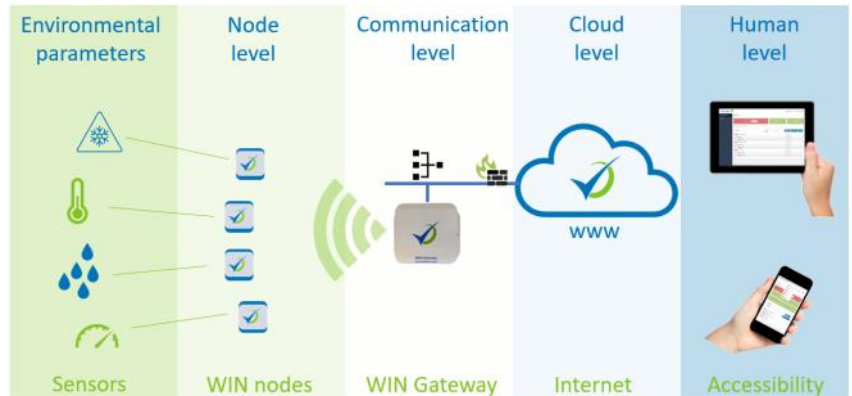 Environmental
parameters
Node
level
Communication
level
Cloud
level
Human
level
www
Sensors
WIN nodes
WIN Gateway
Internet
Accessibility